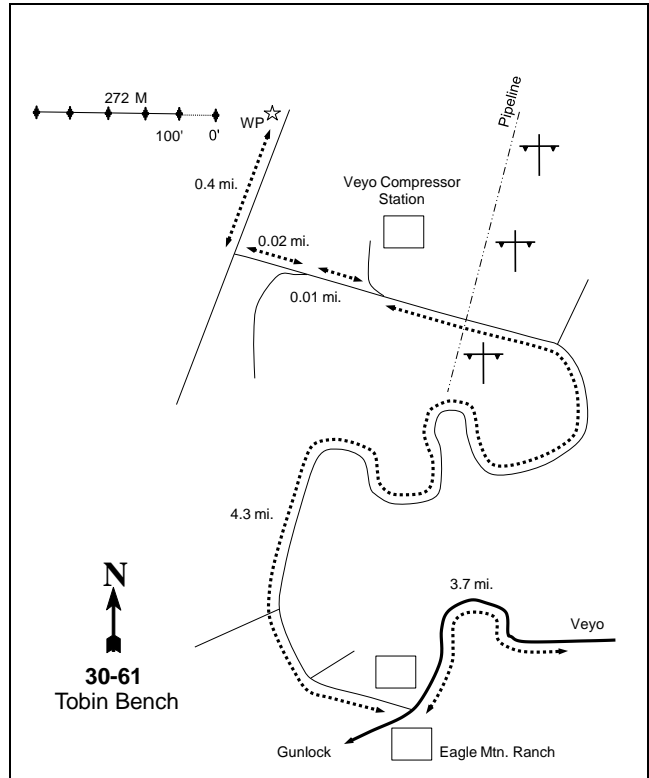 272 M
WP
100' 0'
Pipeline
0.4 mi.
Veyo Compressor
Station
0.02 mi.
0.01 mi.
4.3 mi.
N
3.7 mi.
Veyo
30-61
Tobin Bench
Gunlock
Eagle Mtn. Ranch